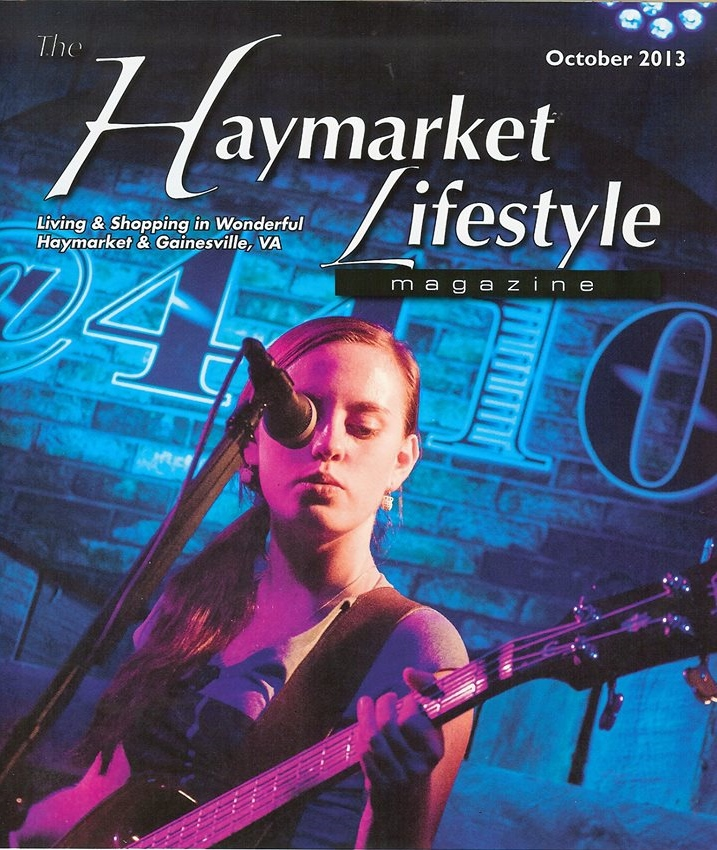 The
Haymarket
Lifestyle
magazine
October 2013
Living & Shopping in Wonderful
Haymarket & Gainesville, VA